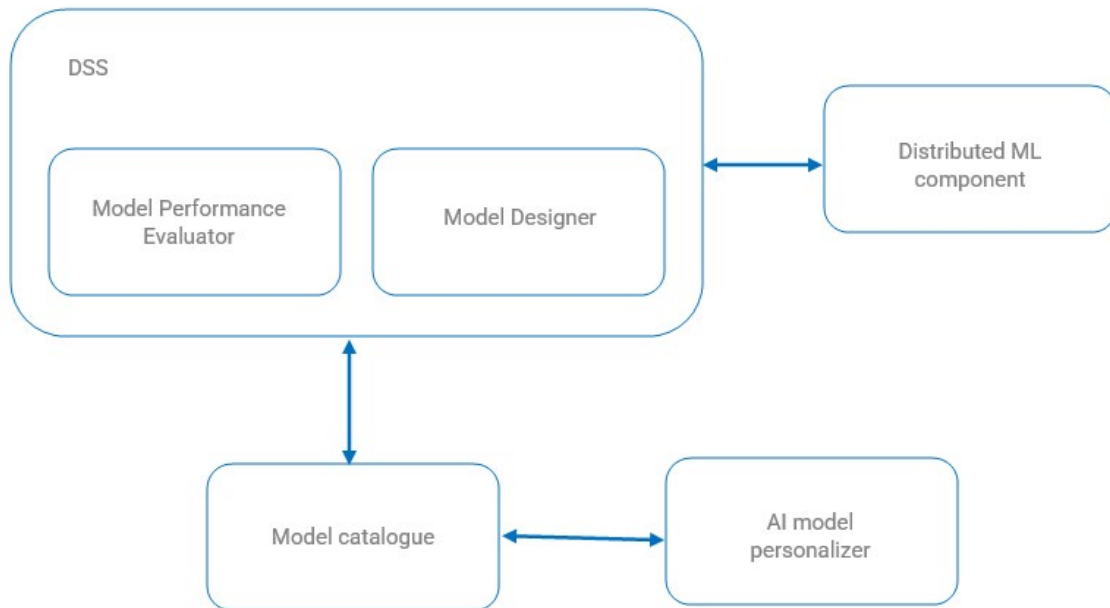 DSS
Distributed ML
component
Model Performance
Evaluator
Model Designer
Model catalogue
AI model
personalizer